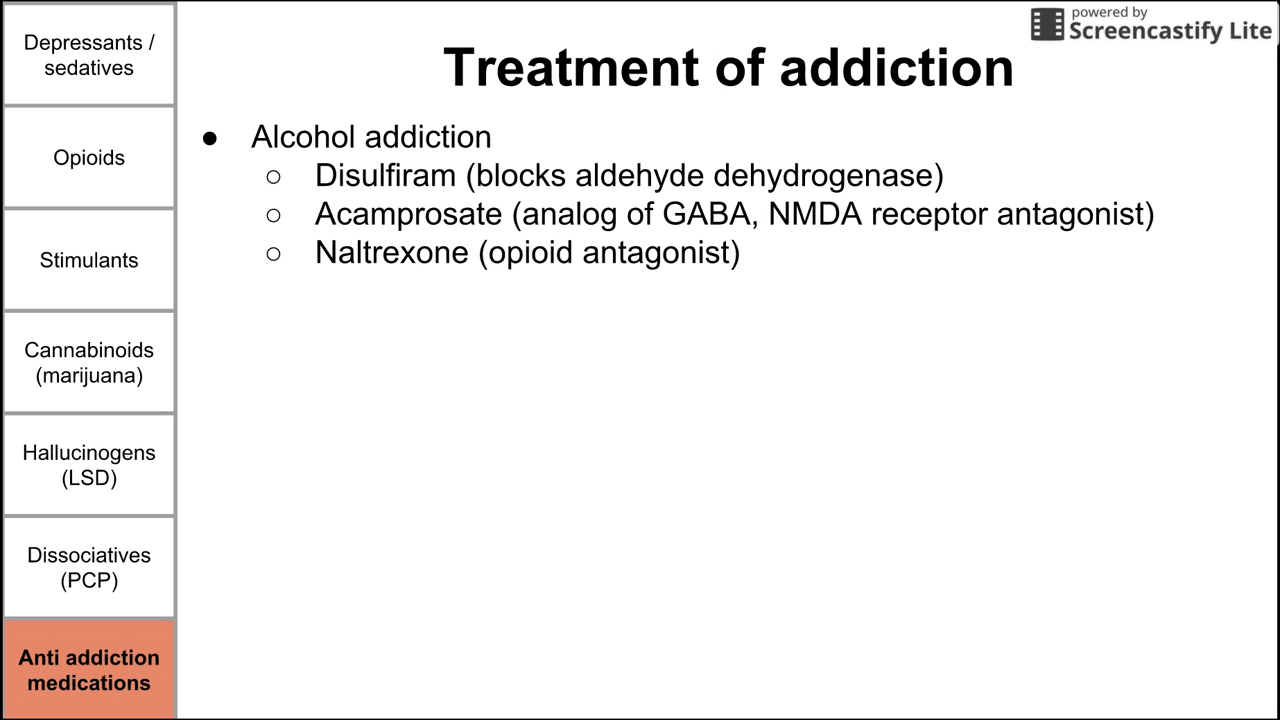 Depressants /
sedatives
Opioids
Stimulants
Cannabinoids
(marijuana)
Hallucinogens
(LSD)
Dissociatives
(PCP)
Anti addiction
medications
powered by
Screencastify Lite
Treatment of addiction
● Alcohol addiction
○ Disulfiram (blocks aldehyde dehydrogenase)
○ Acamprosate (analog of GABA, NMDA receptor antagonist)
○ Naltrexone (opioid antagonist)